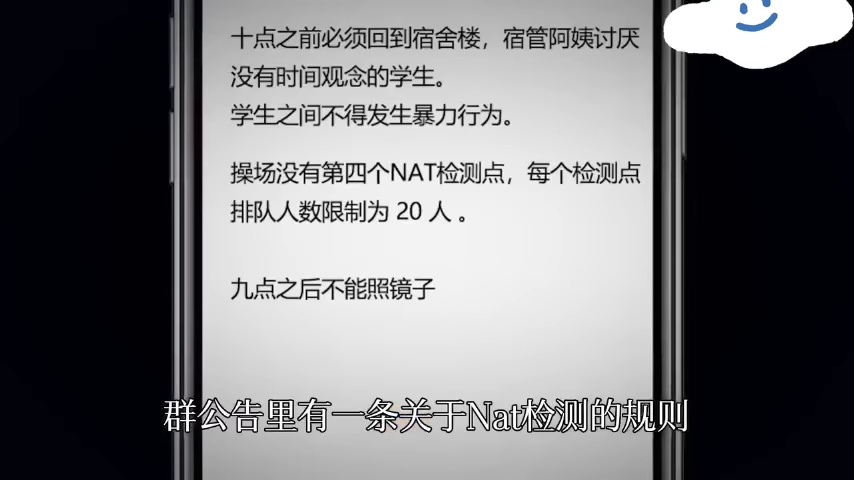 十点之前必须回到宿舍楼，宿管阿姨讨厌
没有时间观念的学生。
学生之间不得发生暴力行为。
操场没有第四个NAT检测点，每个检测点
排队人数限制为 20 人 。
九点之后不能照镜子
群公告里有一条关于Nat检测的规则